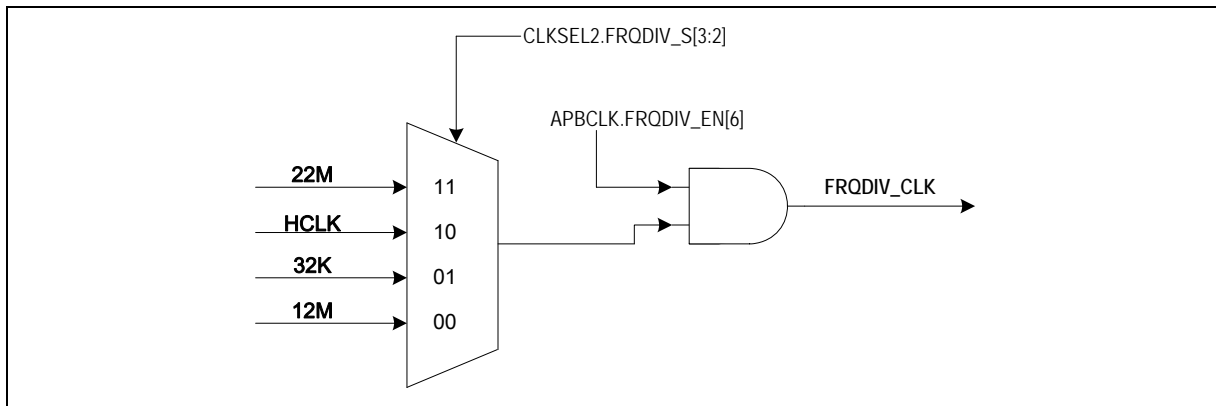 CLKSEL2.FRQDIV_S[3:2]
APBCLK.FRQDIV_EN[6]
22M
11
FRQDIV_CLK
HCLK
10
32K
01
12M
00